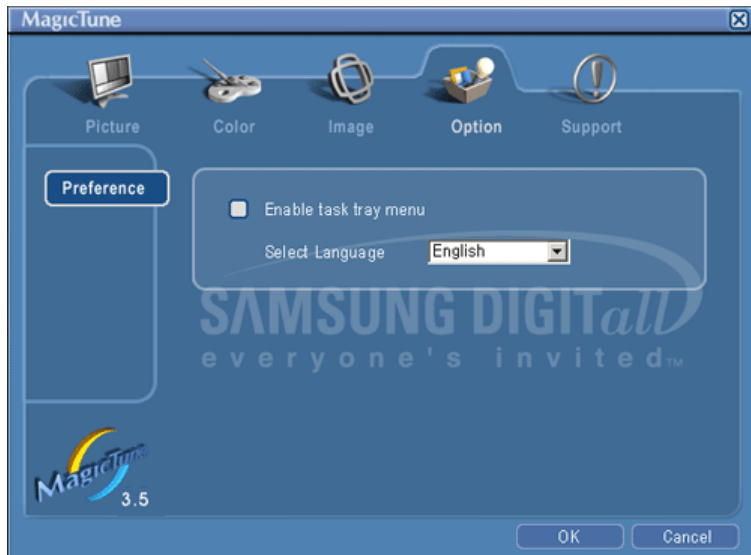 MagicTune
Picture Color Image Option Support
Preference
Enable task tray menu
Select Language English
SAMSUNG DIGITall
everyone's invited™
MagicTune
3.5
OK Cancel